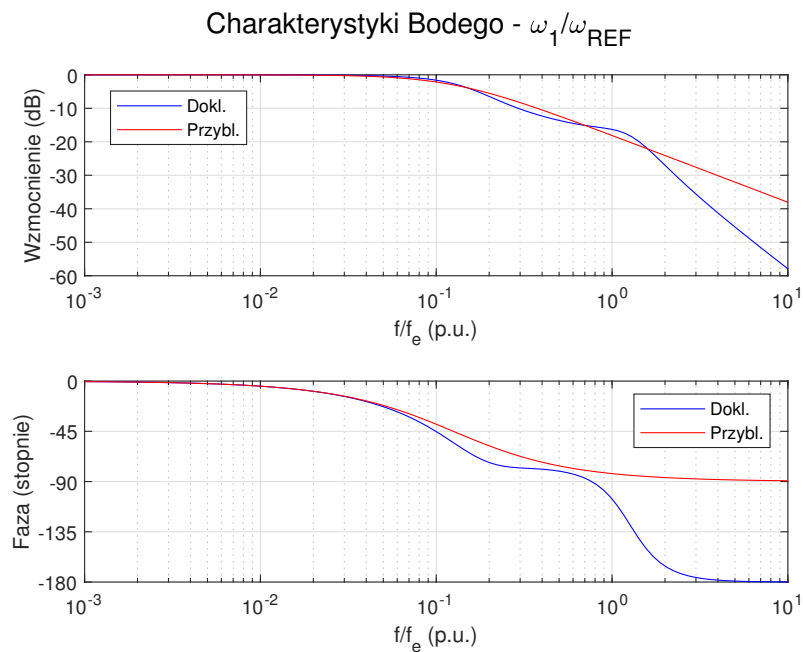 Charakterystyki Bodego - ω₁/ω_REF
0
-10
-20
-30
-40
-50
-60
Wzmocnienie (dB)
Dokl.
Przybl.
10⁻³
10⁻²
10⁻¹
10⁰
10¹
f/fₑ (p.u.)
0
-45
-90
-135
-180
Faza (stopnie)
Dokl.
Przybl.
10⁻³
10⁻²
10⁻¹
10⁰
10¹
f/fₑ (p.u.)